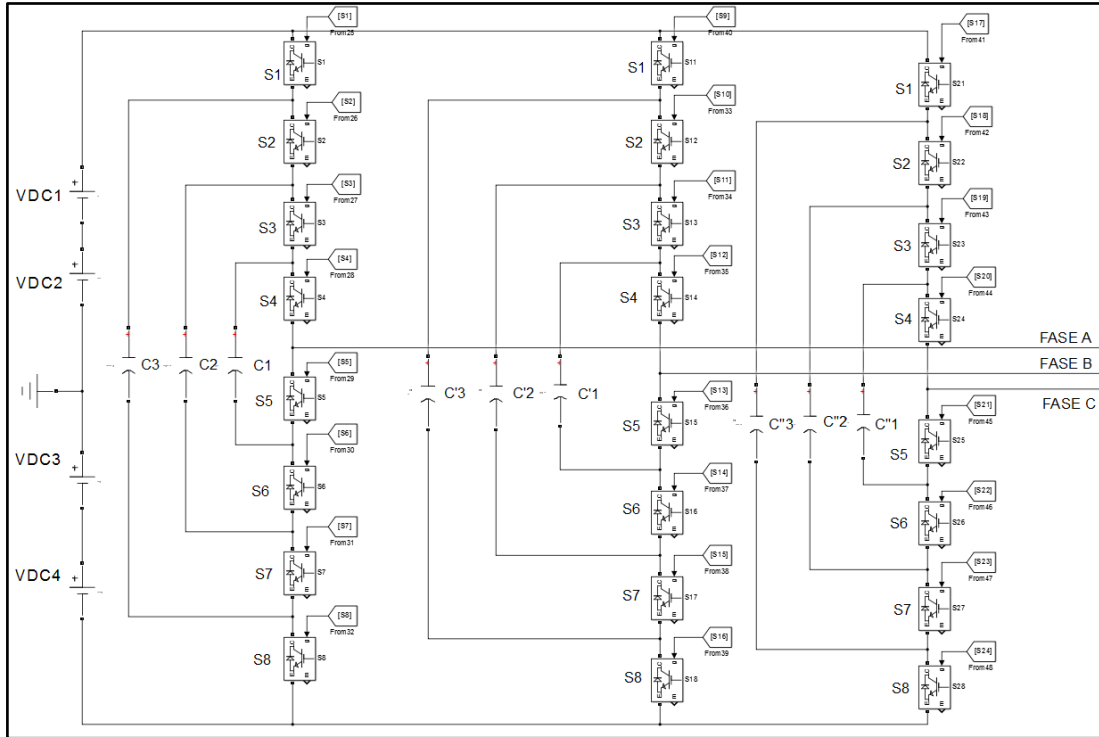 [S1]
From25
S1
S1
[S2]
From26
S2
S2
[S3]
From27
S3
S3
[S4]
From28
S4
S4
[S5]
From29
S5
S5
[S6]
From30
S6
S6
[S7]
From31
S7
S7
[S8]
From32
S8
S8
VDC1
VDC2
VDC3
VDC4
C3
C2
C1
[S9]
From40
S1
S11
[S10]
From33
S2
S12
[S11]
From34
S3
S13
[S12]
From35
S4
S14
[S13]
From36
S5
S15
[S14]
From37
S6
S16
[S15]
From38
S7
S17
[S16]
From39
S8
S18
C'3
C'2
C'1
[S17]
From41
S1
S21
[S18]
From42
S2
S22
[S19]
From43
S3
S23
[S20]
From44
S4
S24
[S21]
From45
S5
S25
[S22]
From46
S6
S26
[S23]
From47
S7
S27
[S24]
From48
S8
S28
C"3
C"2
C"1
FASE A
FASE B
FASE C